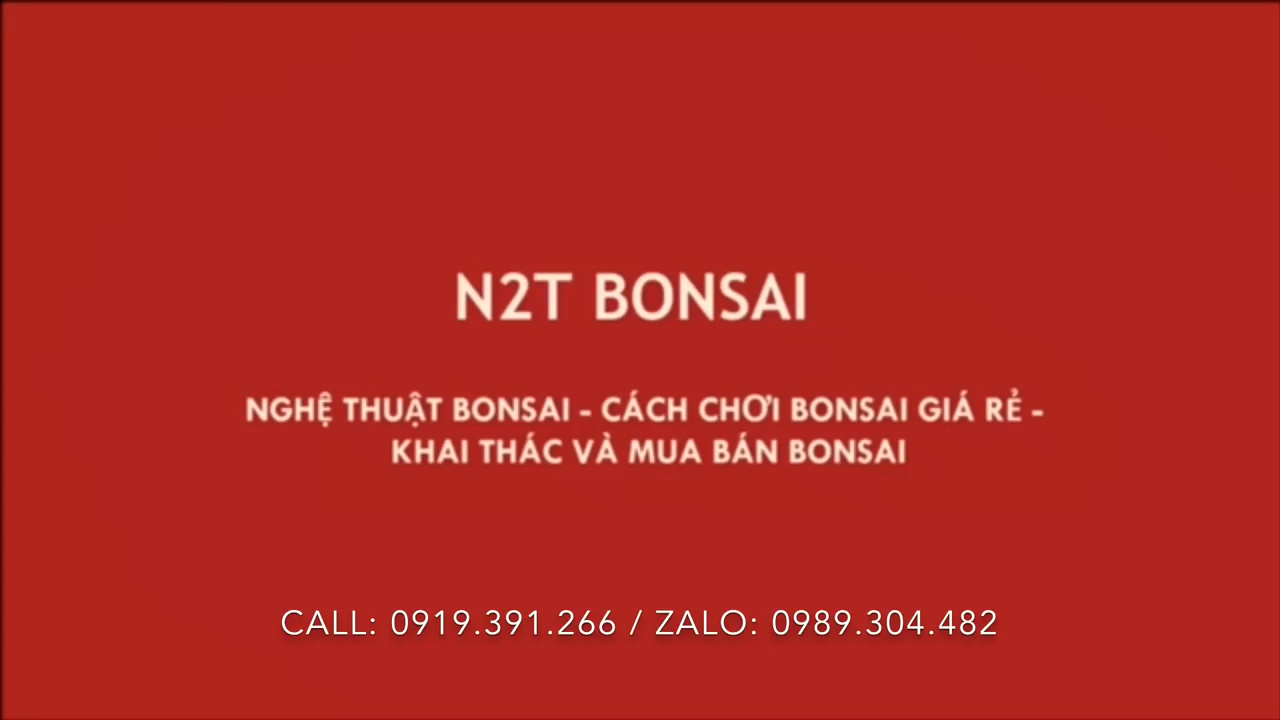 N2T BONSAI
NGHỆ THUẬT BONSAI - CÁCH CHƠI BONSAI GIÁ RẺ -
KHAI THÁC VÀ MUA BÁN BONSAI
CALL: 0919.391.266 / ZALO: 0989.304.482